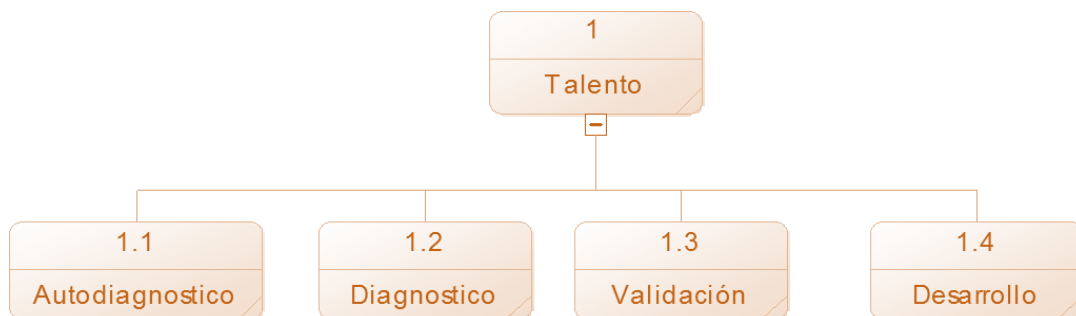 1
Talento
1.1
Autodiagnostico
1.2
Diagnostico
1.3
Validación
1.4
Desarrollo